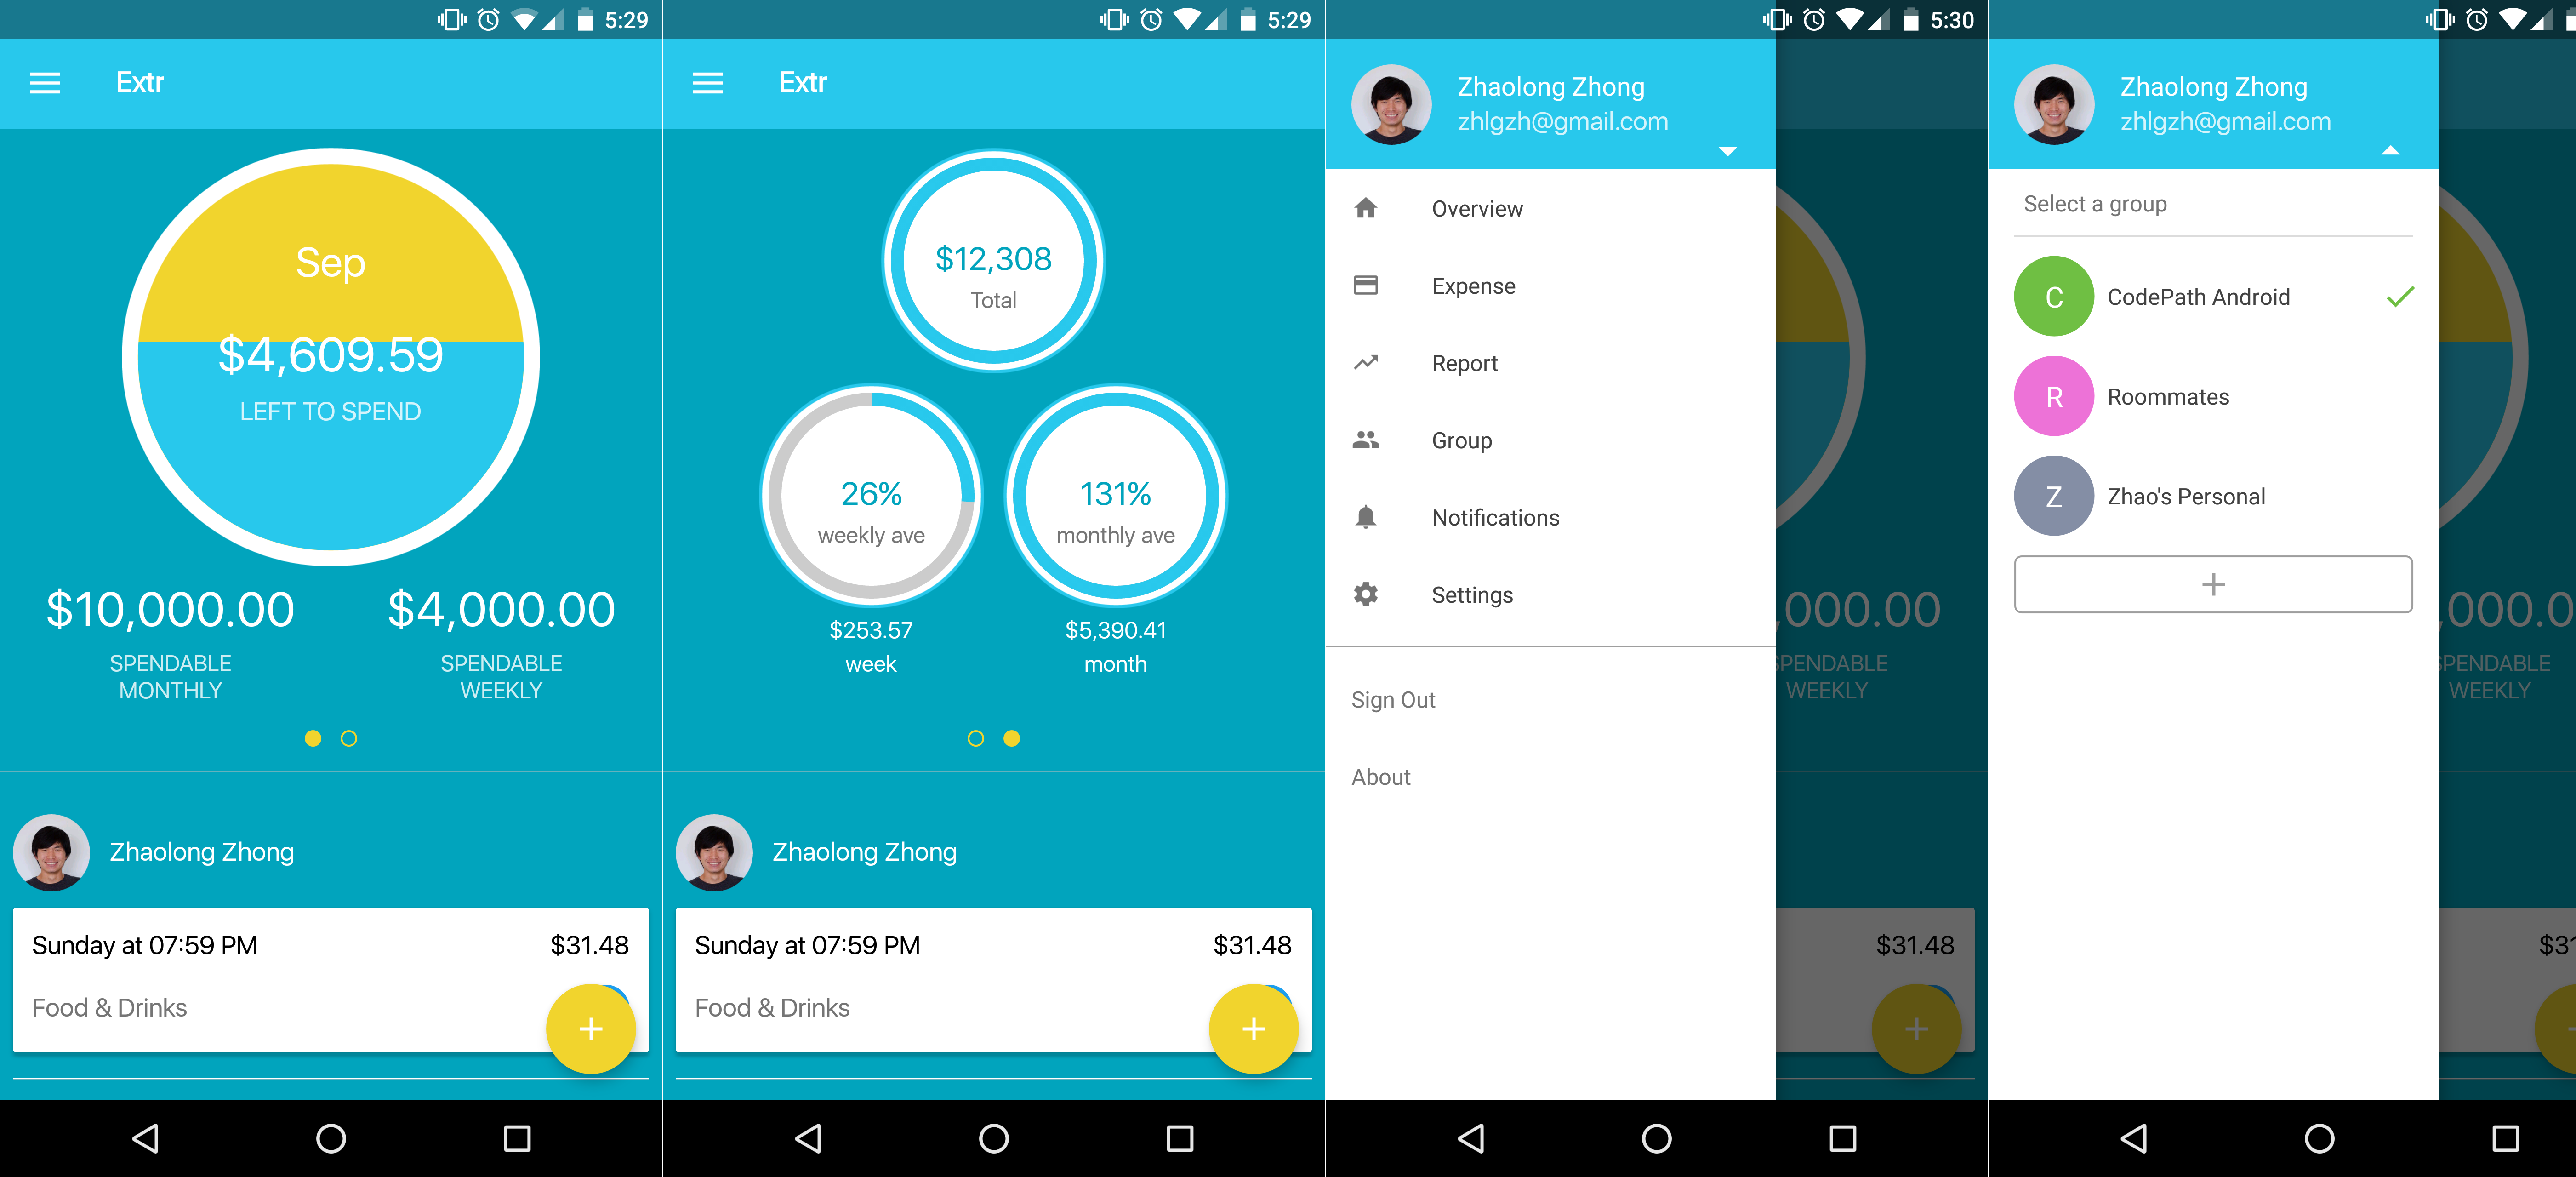 5:29
Extr
Sep
$4,609.59
LEFT TO SPEND
$10,000.00
SPENDABLE
MONTHLY
$4,000.00
SPENDABLE
WEEKLY
Zhaolong Zhong
Sunday at 07:59 PM
$31.48
Food & Drinks
+
5:29
Extr
$12,308
Total
26%
weekly ave
131%
monthly ave
$253.57
week
$5,390.41
month
Zhaolong Zhong
Sunday at 07:59 PM
$31.48
Food & Drinks
+
5:30
Zhaolong Zhong
zhlgzh@gmail.com
Overview
Expense
Report
Group
Notifications
Settings
Sign Out
About
,000.00
SPENDABLE
WEEKLY
$31.48
+
Zhaolong Zhong
zhlgzh@gmail.com
Select a group
C CodePath Android
R Roommates
Z Zhao's Personal
+
,000.0
SPENDABLE
WEEKLY
$31